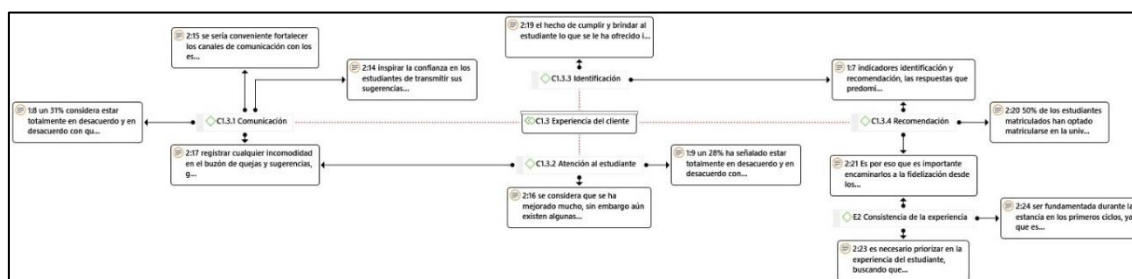 2:15 se sería conveniente fortalecer
los canales de comunicación con los
es...
2:19 el hecho de cumplir y brindar al
estudiante lo que se le ha ofrecido i...
2:14 inspirar la confianza en los
estudiantes de transmitir sus
sugerencias...
C1.3.3 Identificación
1:7 indicadores identificación y
recomendación, las respuestas que
predomi...
1:8 un 31% considera estar
totalmente en desacuerdo y en
desacuerdo con qu...
C1.3.1 Comunicación
C1.3 Experiencia del cliente
C1.3.4 Recomendación
2:20 50% de los estudiantes
matriculados han optado
matricularse en la univ...
2:17 registrar cualquier incomodidad
en el buzón de quejas y sugerencias,
g...
C1.3.2 Atención al estudiante
1:9 un 28% ha señalado estar
totalmente en desacuerdo y en
desacuerdo con...
2:21 Es por eso que es importante
encaminarlos a la fidelización desde
los...
2:16 se considera que se ha
mejorado mucho, sin embargo aún
existen algunas...
E2 Consistencia de la experiencia
2:24 ser fundamentada durante la
estancia en los primeros ciclos, ya
que es...
2:23 es necesario priorizar en la
experiencia del estudiante,
buscando que...